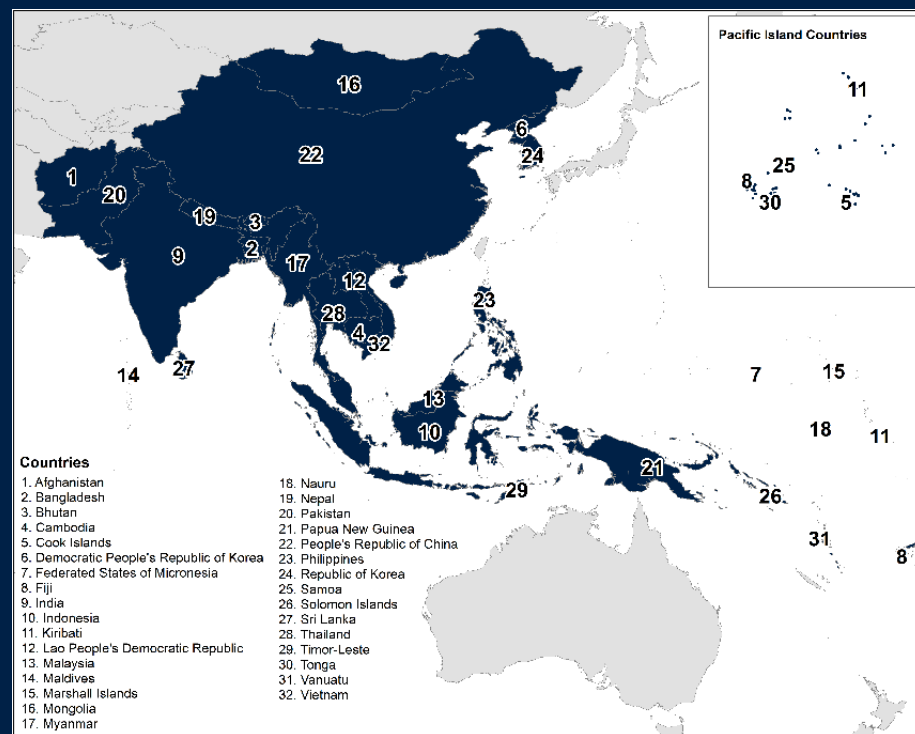 Pacific Island Countries
11
25
8
30
5
16
6
24
22
1
20
19
3
2
9
17
12
28
4
32
23
14
27
13
10
7
15
18
11
21
29
26
31
8
Countries
1. Afghanistan
2. Bangladesh
3. Bhutan
4. Cambodia
5. Cook Islands
6. Democratic People's Republic of Korea
7. Federated States of Micronesia
8. Fiji
9. India
10. Indonesia
11. Kiribati
12. Lao People's Democratic Republic
13. Malaysia
14. Maldives
15. Marshall Islands
16. Mongolia
17. Myanmar
18. Nauru
19. Nepal
20. Pakistan
21. Papua New Guinea
22. People's Republic of China
23. Philippines
24. Republic of Korea
25. Samoa
26. Solomon Islands
27. Sri Lanka
28. Thailand
29. Timor-Leste
30. Tonga
31. Vanuatu
32. Vietnam